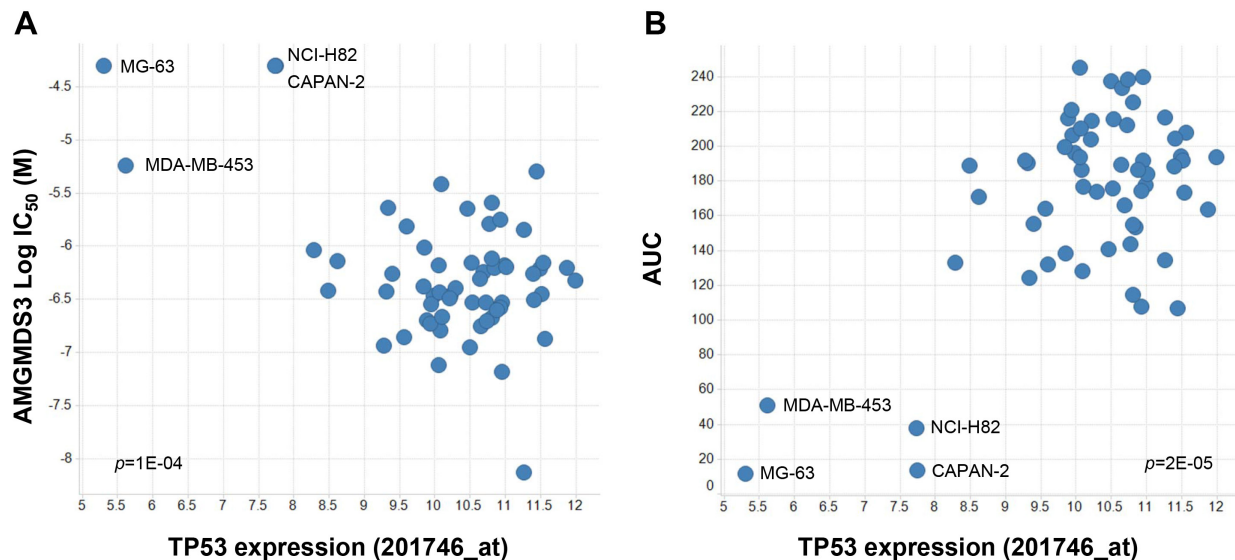 A
AMGMDS3 Log IC50 (M)
-4.5
-5
-5.5
-6
-6.5
-7
-7.5
-8
MG-63
NCI-H82
CAPAN-2
MDA-MB-453
p=1E-04
5 5.5 6 6.5 7 7.5 8 8.5 9 9.5 10 10.5 11 11.5 12
TP53 expression (201746_at)
B
AUC
240
220
200
180
160
140
120
100
80
60
40
20
0
MDA-MB-453
NCI-H82
MG-63
CAPAN-2
p=2E-05
5 5.5 6 6.5 7 7.5 8 8.5 9 9.5 10 10.5 11 11.5 12
TP53 expression (201746_at)